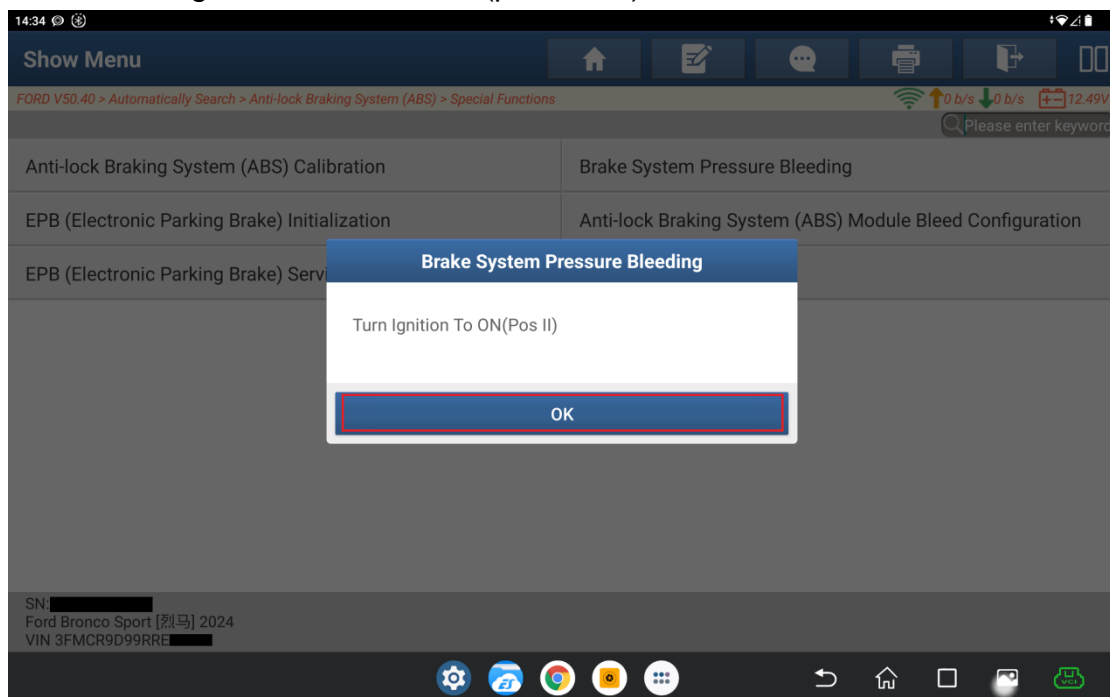 14:34
Show Menu
FORD V50.40 > Automatically Search > Anti-lock Braking System (ABS) > Special Functions
0 b/s 0 b/s 12.49V
Please enter keyword
Anti-lock Braking System (ABS) Calibration
Brake System Pressure Bleeding
EPB (Electronic Parking Brake) Initialization
Anti-lock Braking System (ABS) Module Bleed Configuration
EPB (Electronic Parking Brake) Servi
Brake System Pressure Bleeding
Turn Ignition To ON(Pos II)
OK
SN:
Ford Bronco Sport [烈马] 2024
VIN 3FMCR9D99RRE
ES
VCI